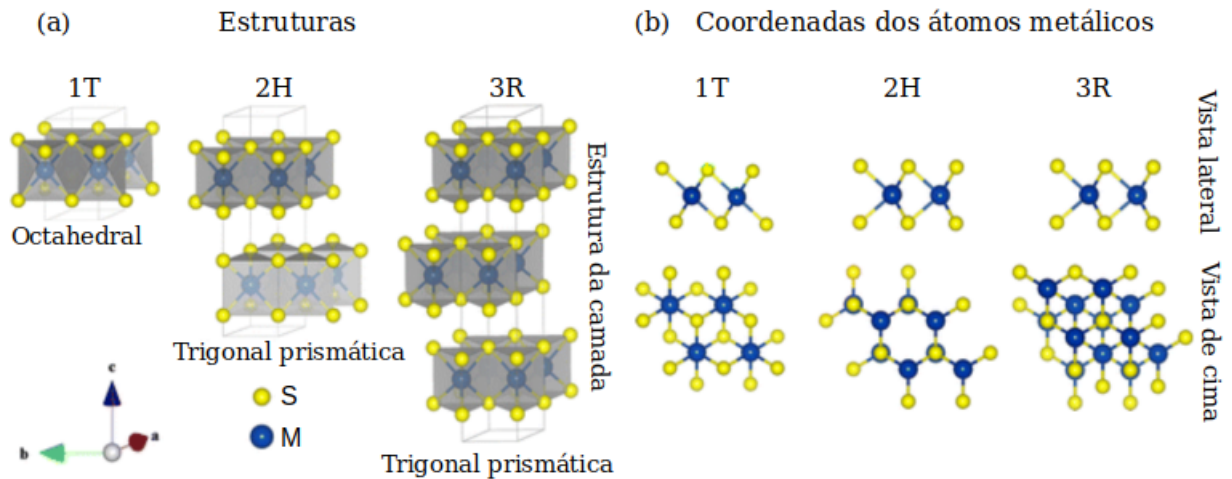 (a) Estruturas
1T 2H 3R
Octahedral
Trigonal prismática
Trigonal prismática
Estrutura da camada
S
M
c
b
a
(b) Coordenadas dos átomos metálicos
1T 2H 3R
Vista lateral
Vista de cima